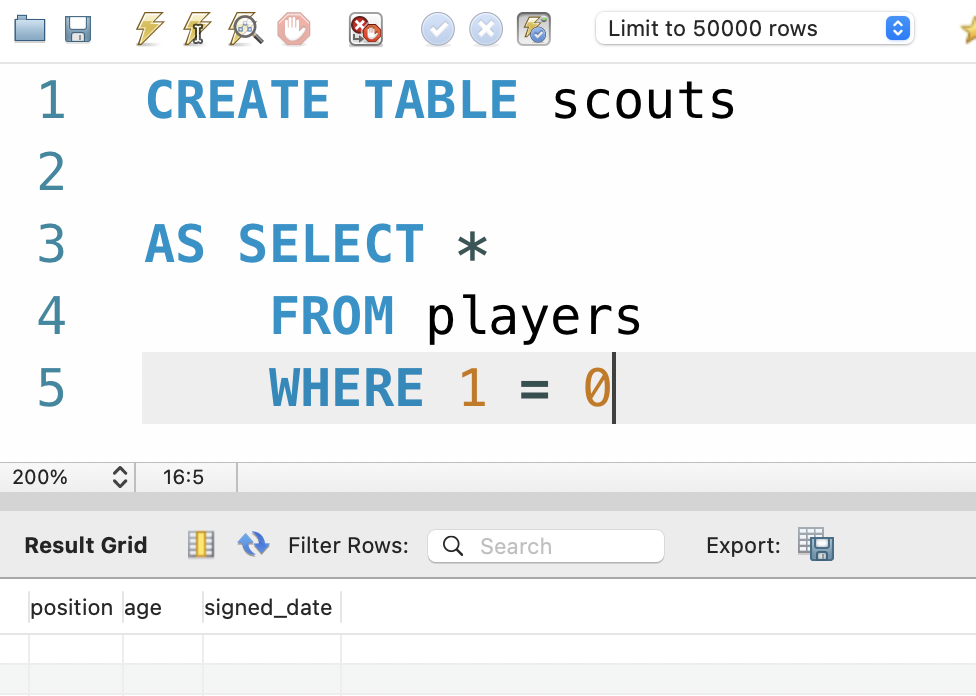 Limit to 50000 rows
1 CREATE TABLE scouts
2
3 AS SELECT *
4 FROM players
5 WHERE 1 = 0
200% 16:5
Result Grid Filter Rows: Search Export:
position age signed_date